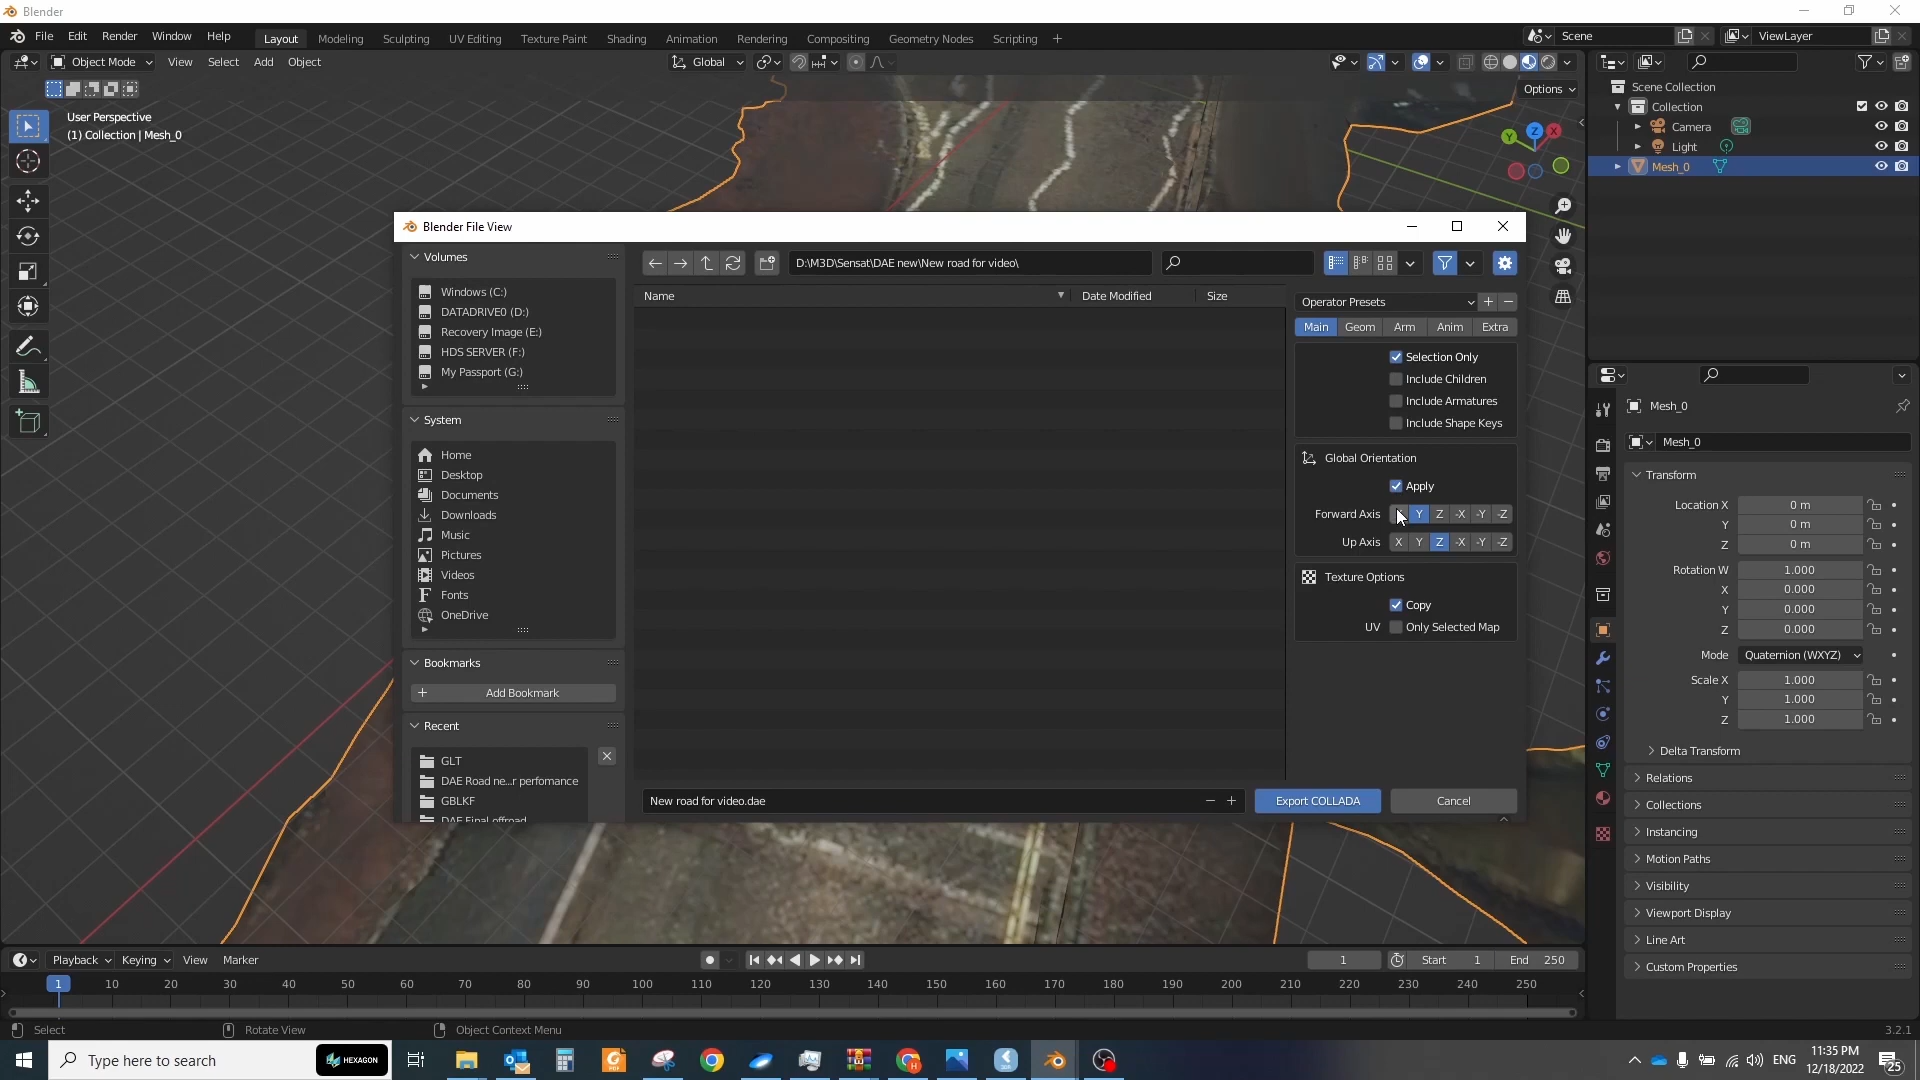 Blender
File Edit Render Window Help
Layout Modeling Sculpting UV Editing Texture Paint Shading Animation Rendering Compositing Geometry Nodes Scripting +
Scene
ViewLayer
Object Mode View Select Add Object
Global
Options
User Perspective
(1) Collection | Mesh_0
Y Z X
Scene Collection
Collection
Camera
Light
Mesh_0
Blender File View
Volumes
Windows (C:)
DATADRIVE0 (D:)
Recovery Image (E:)
HDS SERVER (F:)
My Passport (G:)
System
Home
Desktop
Documents
Downloads
Music
Pictures
Videos
Fonts
OneDrive
Bookmarks
Add Bookmark
Recent
GLT
DAE Road ne...r perfomance
GBLKF
DAE Final offroad
D:\M3D\Sensat\DAE new\New road for video\
Name Date Modified Size
Operator Presets
Main Geom Arm Anim Extra
Selection Only
Include Children
Include Armatures
Include Shape Keys
Global Orientation
Apply
Forward Axis Y Z -X -Y -Z
Up Axis X Y Z -X -Y -Z
Texture Options
Copy
UV Only Selected Map
New road for video.dae
Export COLLADA
Cancel
Mesh_0
Mesh_0
Transform
Location X 0 m
Y 0 m
Z 0 m
Rotation W 1.000
X 0.000
Y 0.000
Z 0.000
Mode Quaternion (WXYZ)
Scale X 1.000
Y 1.000
Z 1.000
Delta Transform
Relations
Collections
Instancing
Motion Paths
Visibility
Viewport Display
Line Art
Custom Properties
Playback Keying View Marker
1
Start 1 End 250
1 10 20 30 40 50 60 70 80 90 100 110 120 130 140 150 160 170 180 190 200 210 220 230 240 250
Select Rotate View Object Context Menu
3.2.1
Type here to search
HEXAGON
ENG
11:35 PM
12/18/2022
25